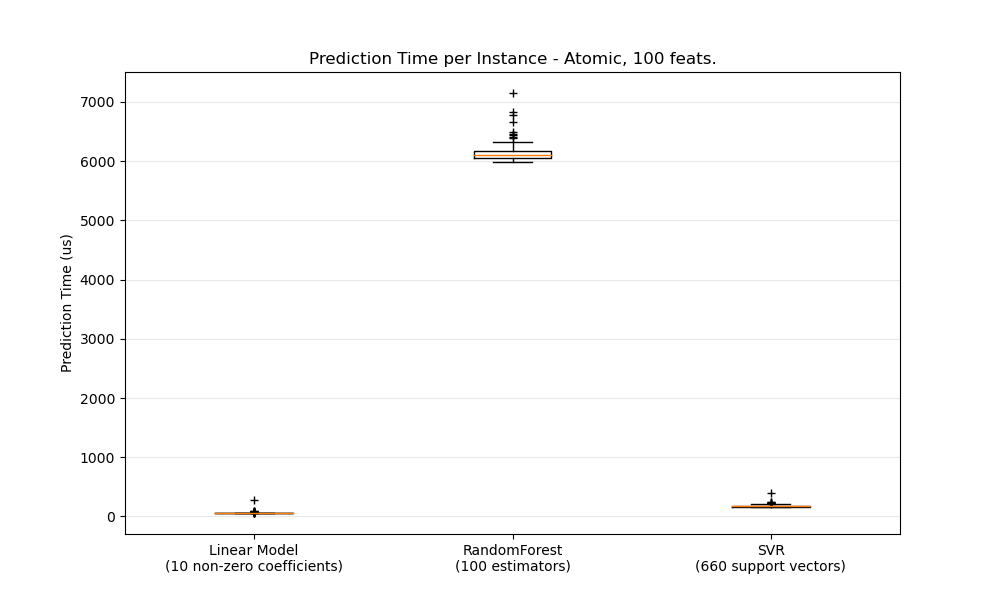 Prediction Time per Instance - Atomic, 100 feats.
Prediction Time (us)
7000
6000
5000
4000
3000
2000
1000
0
Linear Model
(10 non-zero coefficients)
RandomForest
(100 estimators)
SVR
(660 support vectors)